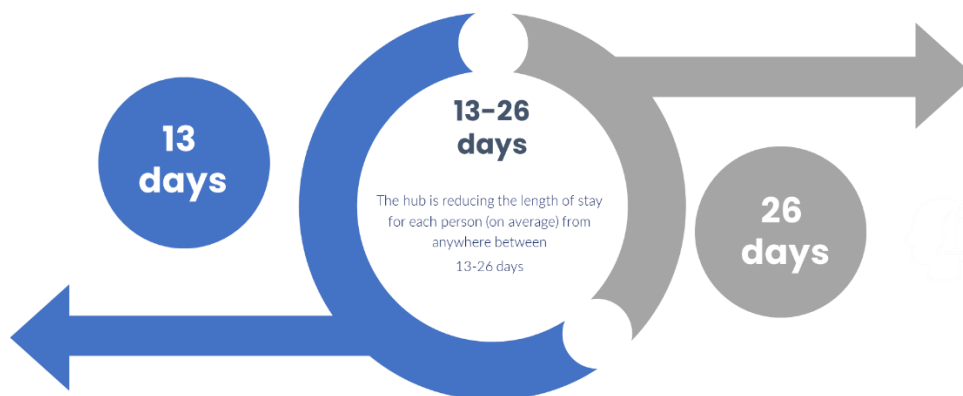 13
days
13-26
days
The hub is reducing the length of stay
for each person (on average) from
anywhere between
13-26 days
26
days